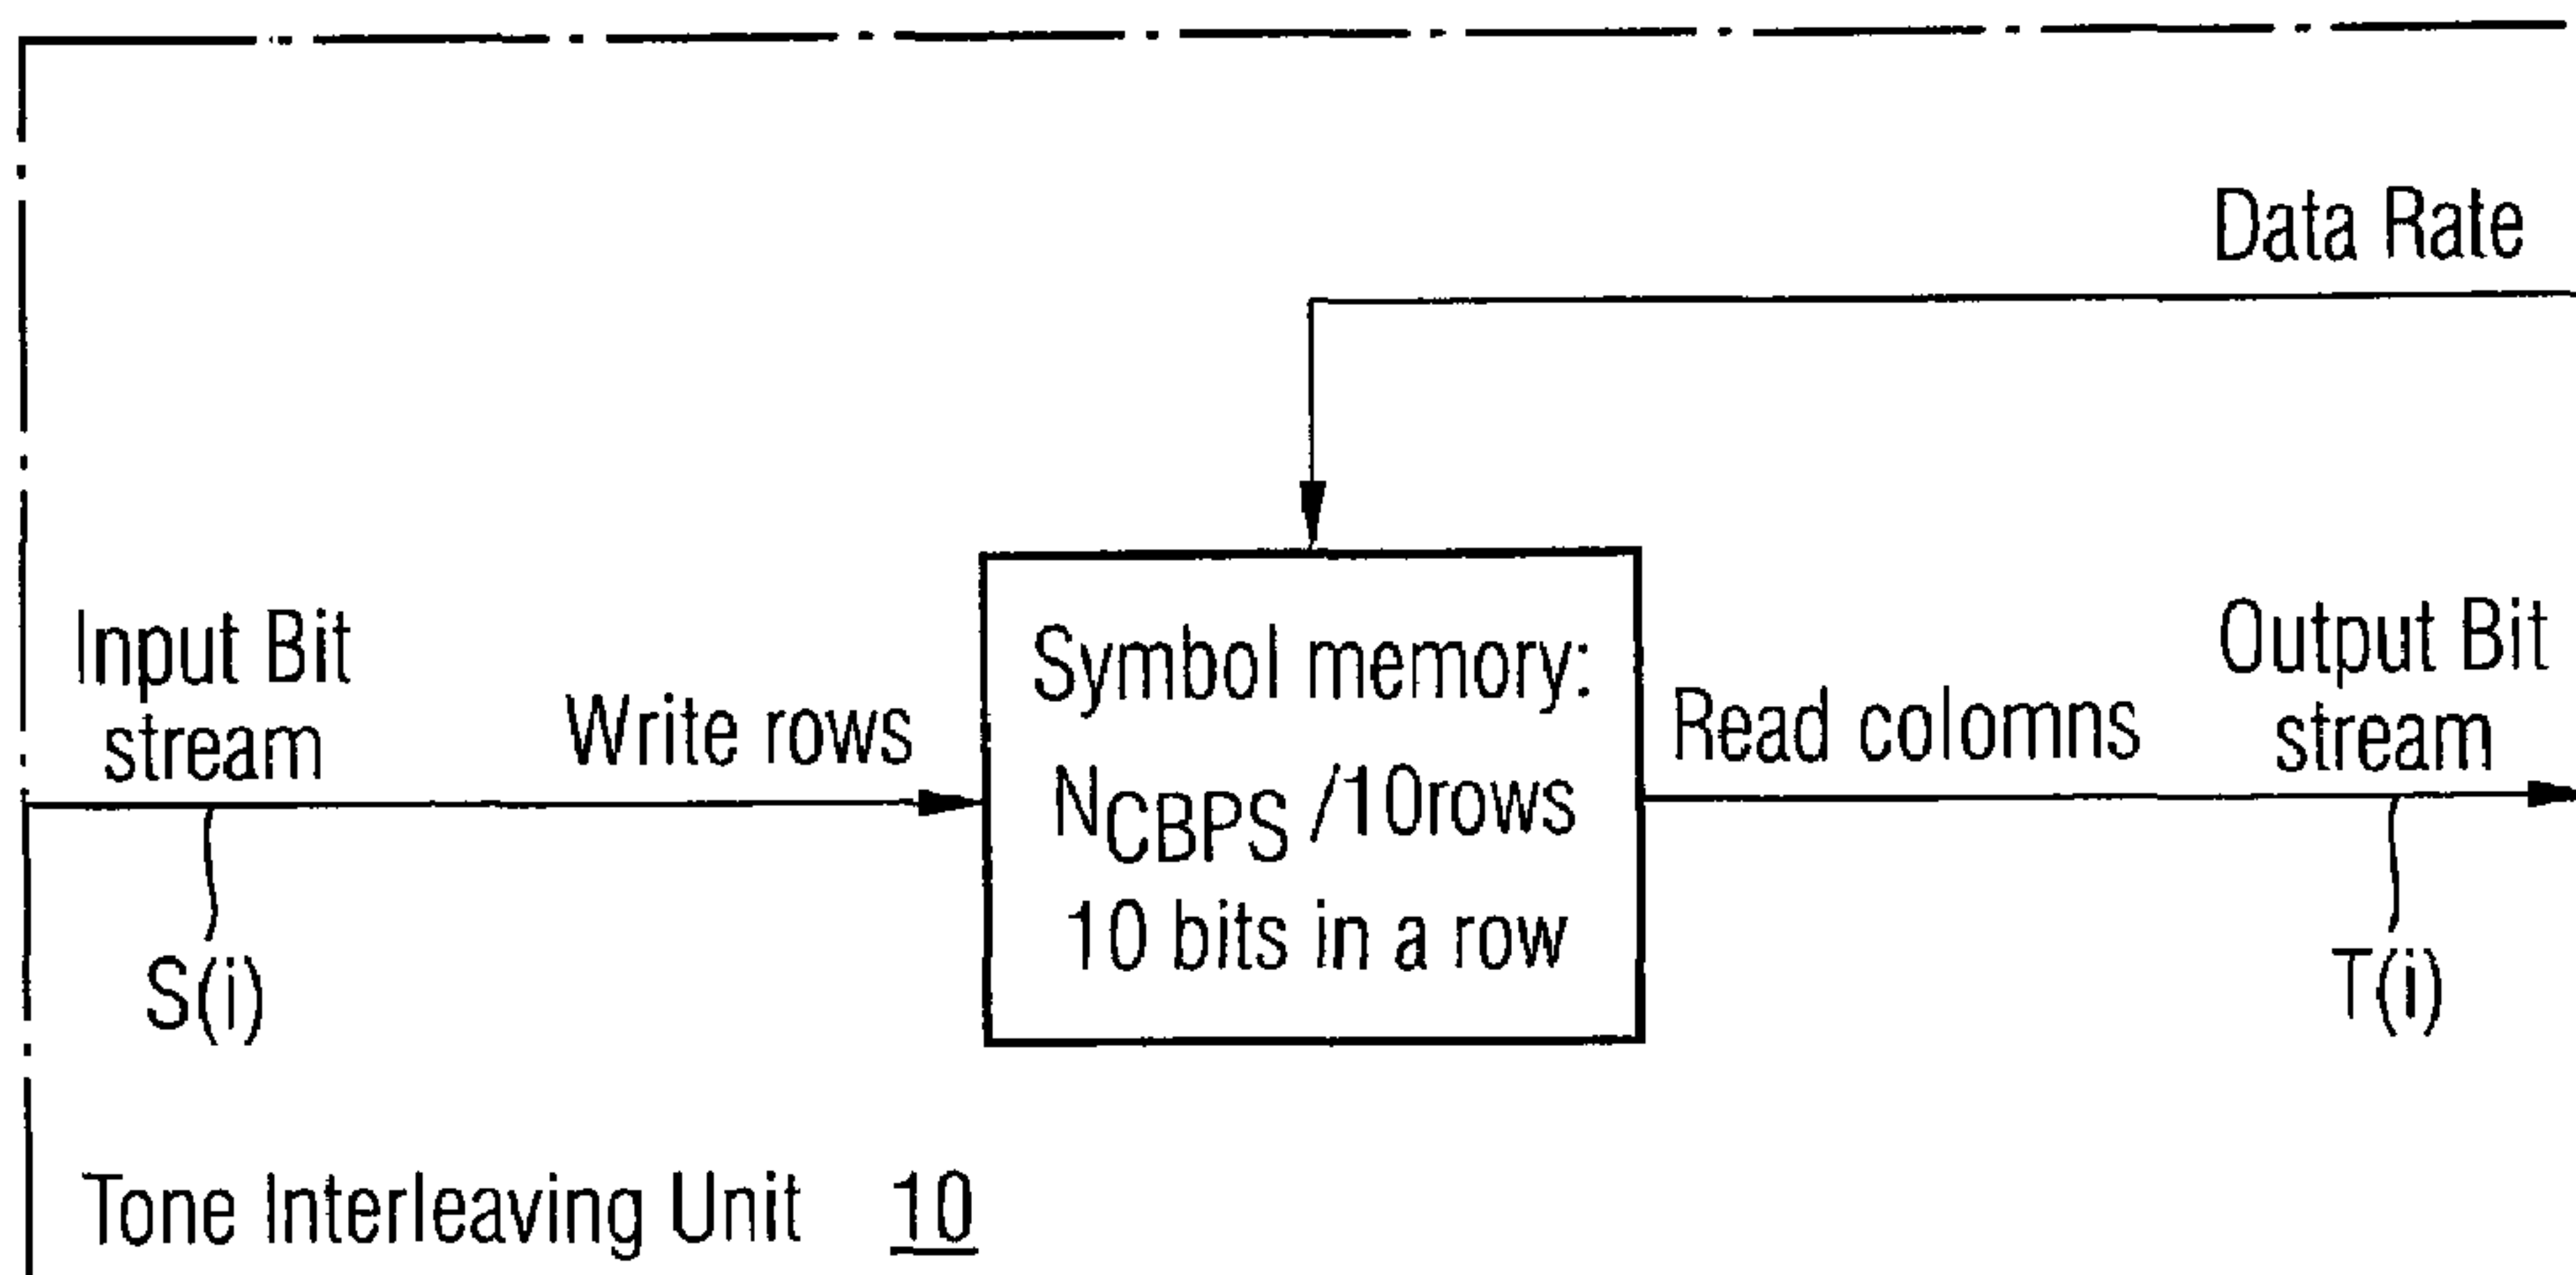 Data Rate
Input Bit
stream
Write rows
Symbol memory:
NCBPS /10rows
10 bits in a row
Read colomns
Output Bit
stream
S(i)
T(i)
Tone Interleaving Unit 10